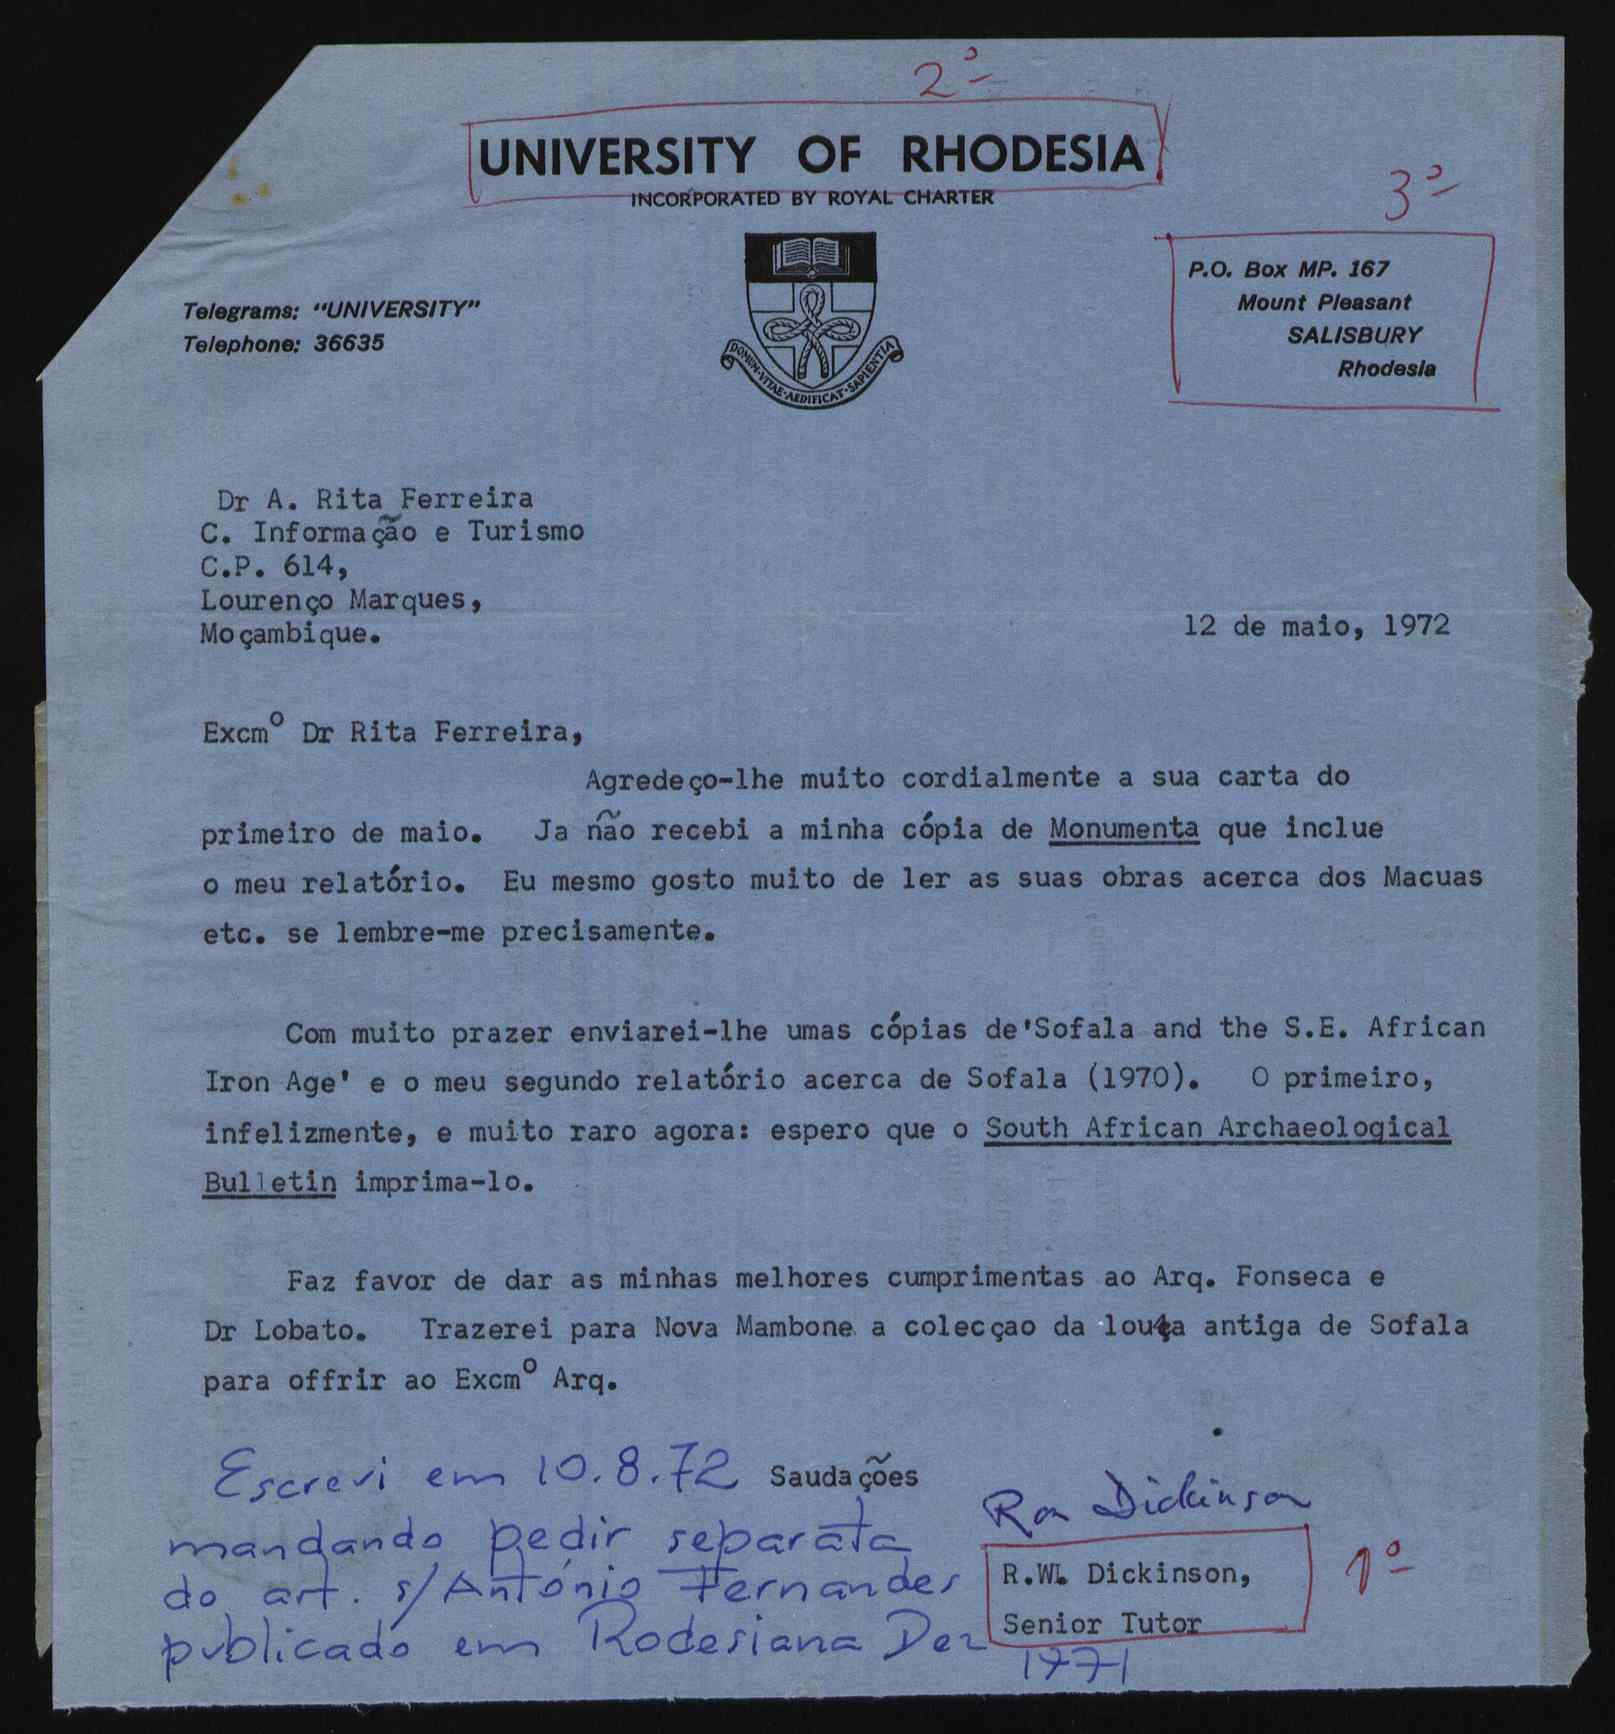 2º
UNIVERSITY OF RHODESIA
INCORPORATED BY ROYAL CHARTER
3º
Telegrams: "UNIVERSITY"
Telephone: 36635
DOMUM·VITAE·AEDIFICAT·SAPIENTIA
P.O. Box MP. 167
Mount Pleasant
SALISBURY
Rhodesia
Dr A. Rita Ferreira
C. Informação e Turismo
C.P. 614,
Lourenço Marques,
Moçambique.
12 de maio, 1972
Excmº Dr Rita Ferreira,
Agredeço-lhe muito cordialmente a sua carta do
primeiro de maio. Ja não recebi a minha cópia de Monumenta que inclue
o meu relatório. Eu mesmo gosto muito de ler as suas obras acerca dos Macuas
etc. se lembre-me precisamente.
Com muito prazer enviarei-lhe umas cópias de'Sofala and the S.E. African
Iron Age' e o meu segundo relatório acerca de Sofala (1970). O primeiro,
infelizmente, e muito raro agora: espero que o South African Archaeological
Bulletin imprima-lo.
Faz favor de dar as minhas melhores cumprimentas ao Arq. Fonseca e
Dr Lobato. Trazerei para Nova Mambone a colecçao da louça antiga de Sofala
para offrir ao Excmº Arq.
Saudações
Ron Dickinson
R.W. Dickinson,
Senior Tutor
1º
Escrevi em 10.8.72
mandando pedir separata
do art. s/ António Fernandes
publicado em Rodesiana Dez
1971